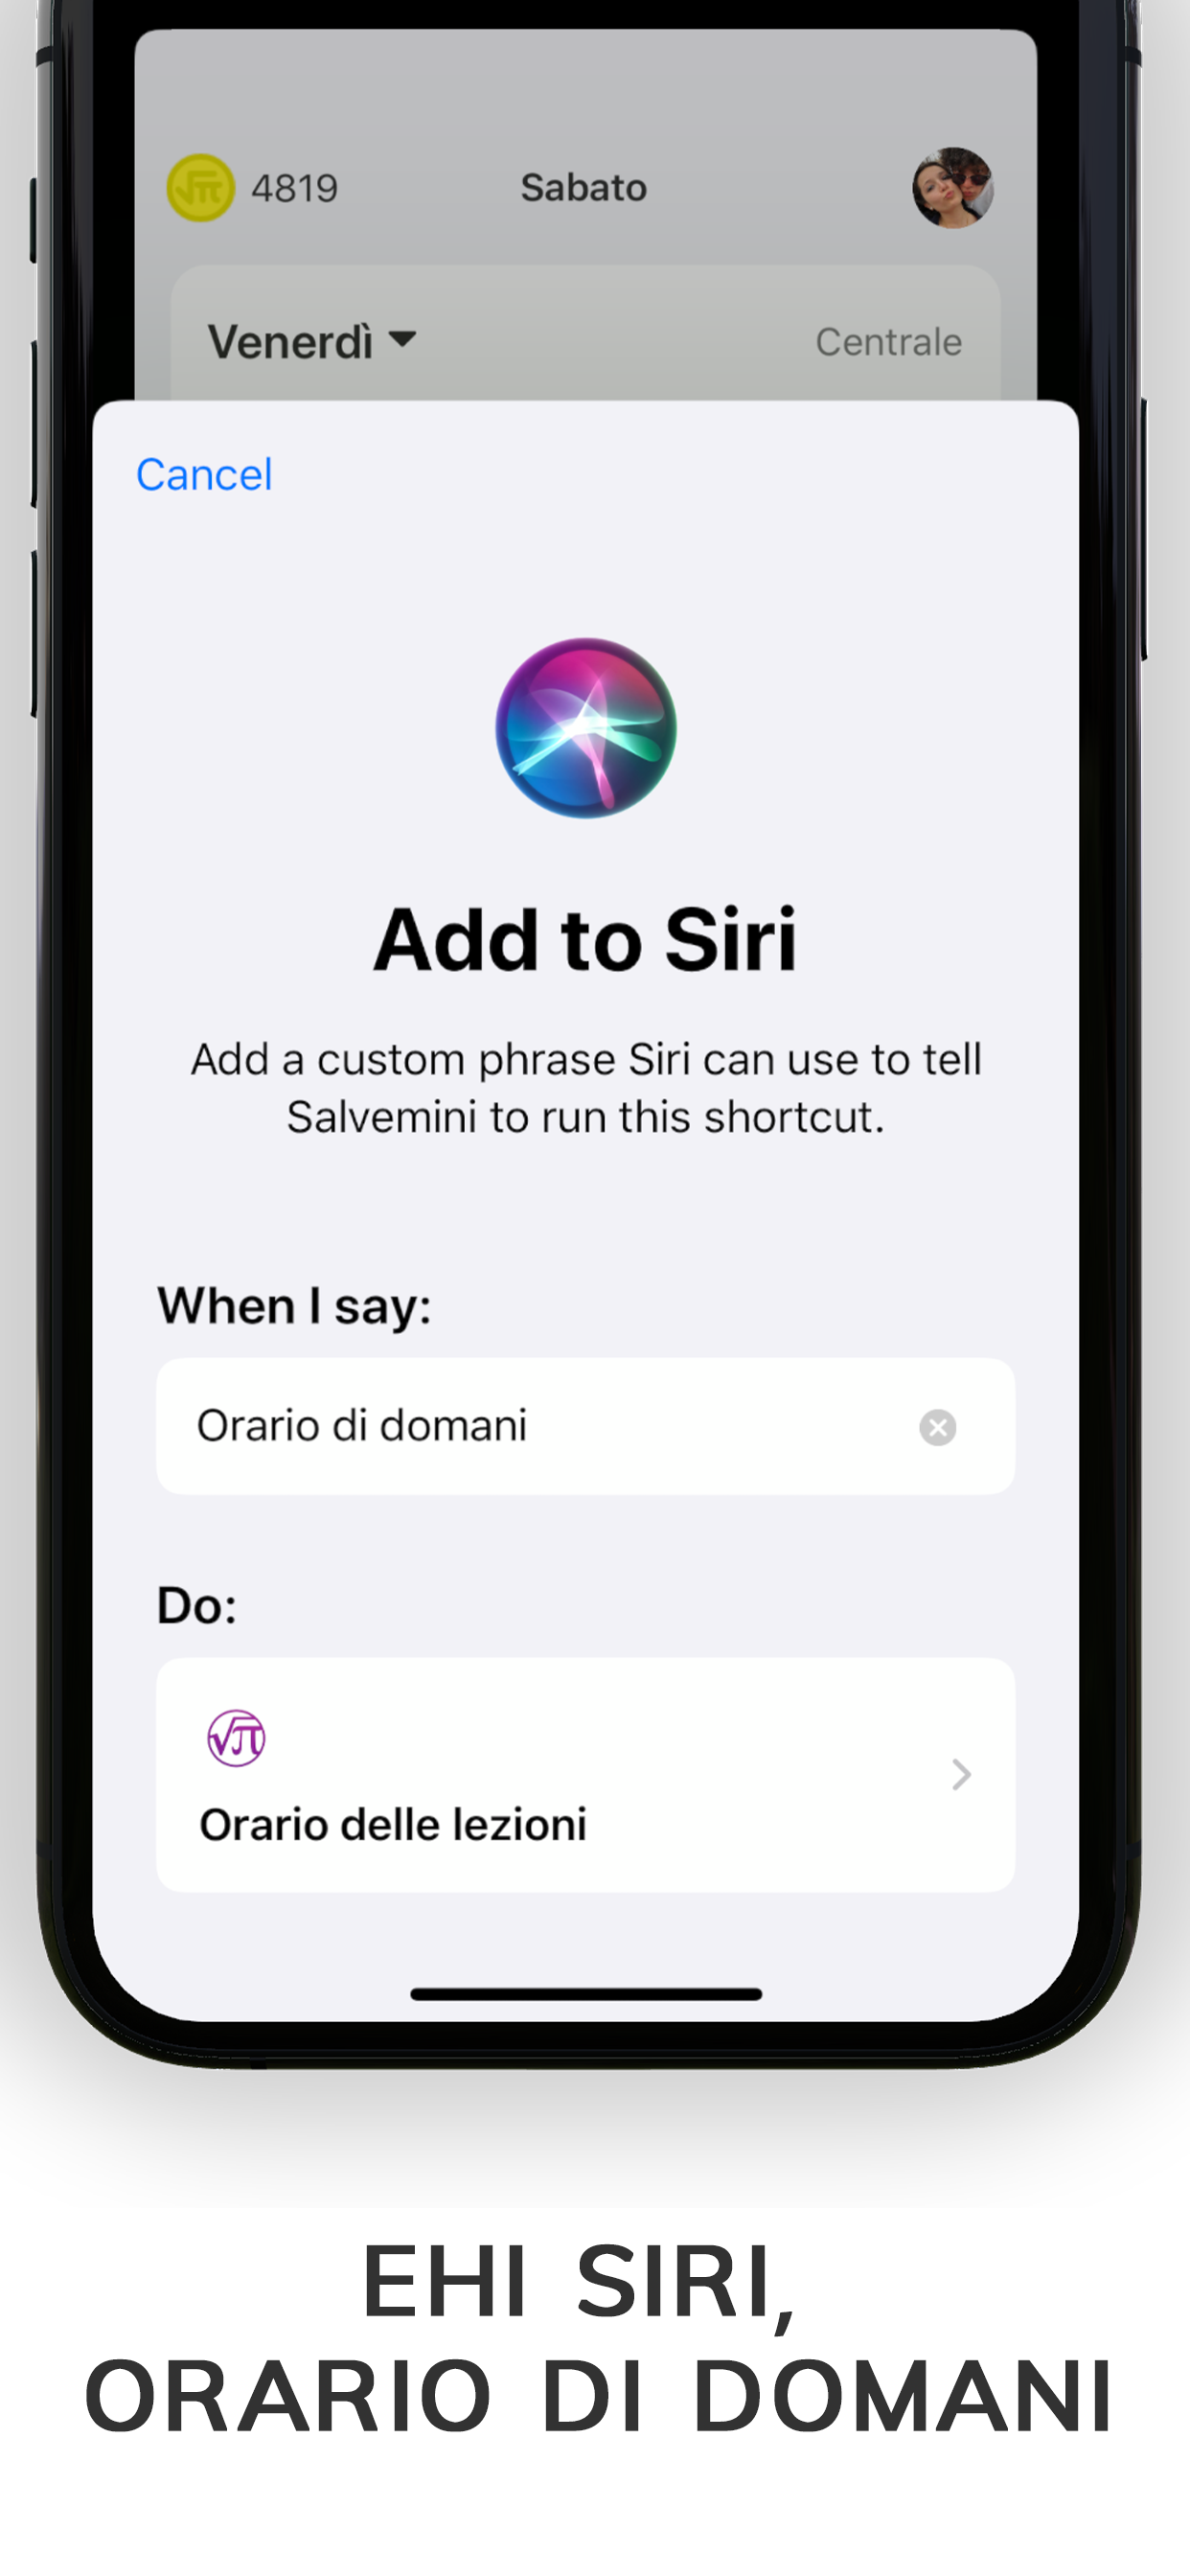 4819
Sabato
Venerdì
Centrale
Cancel
Add to Siri
Add a custom phrase Siri can use to tell
Salvemini to run this shortcut.
When I say:
Orario di domani
Do:
√π
Orario delle lezioni
EHI SIRI,
ORARIO DI DOMANI